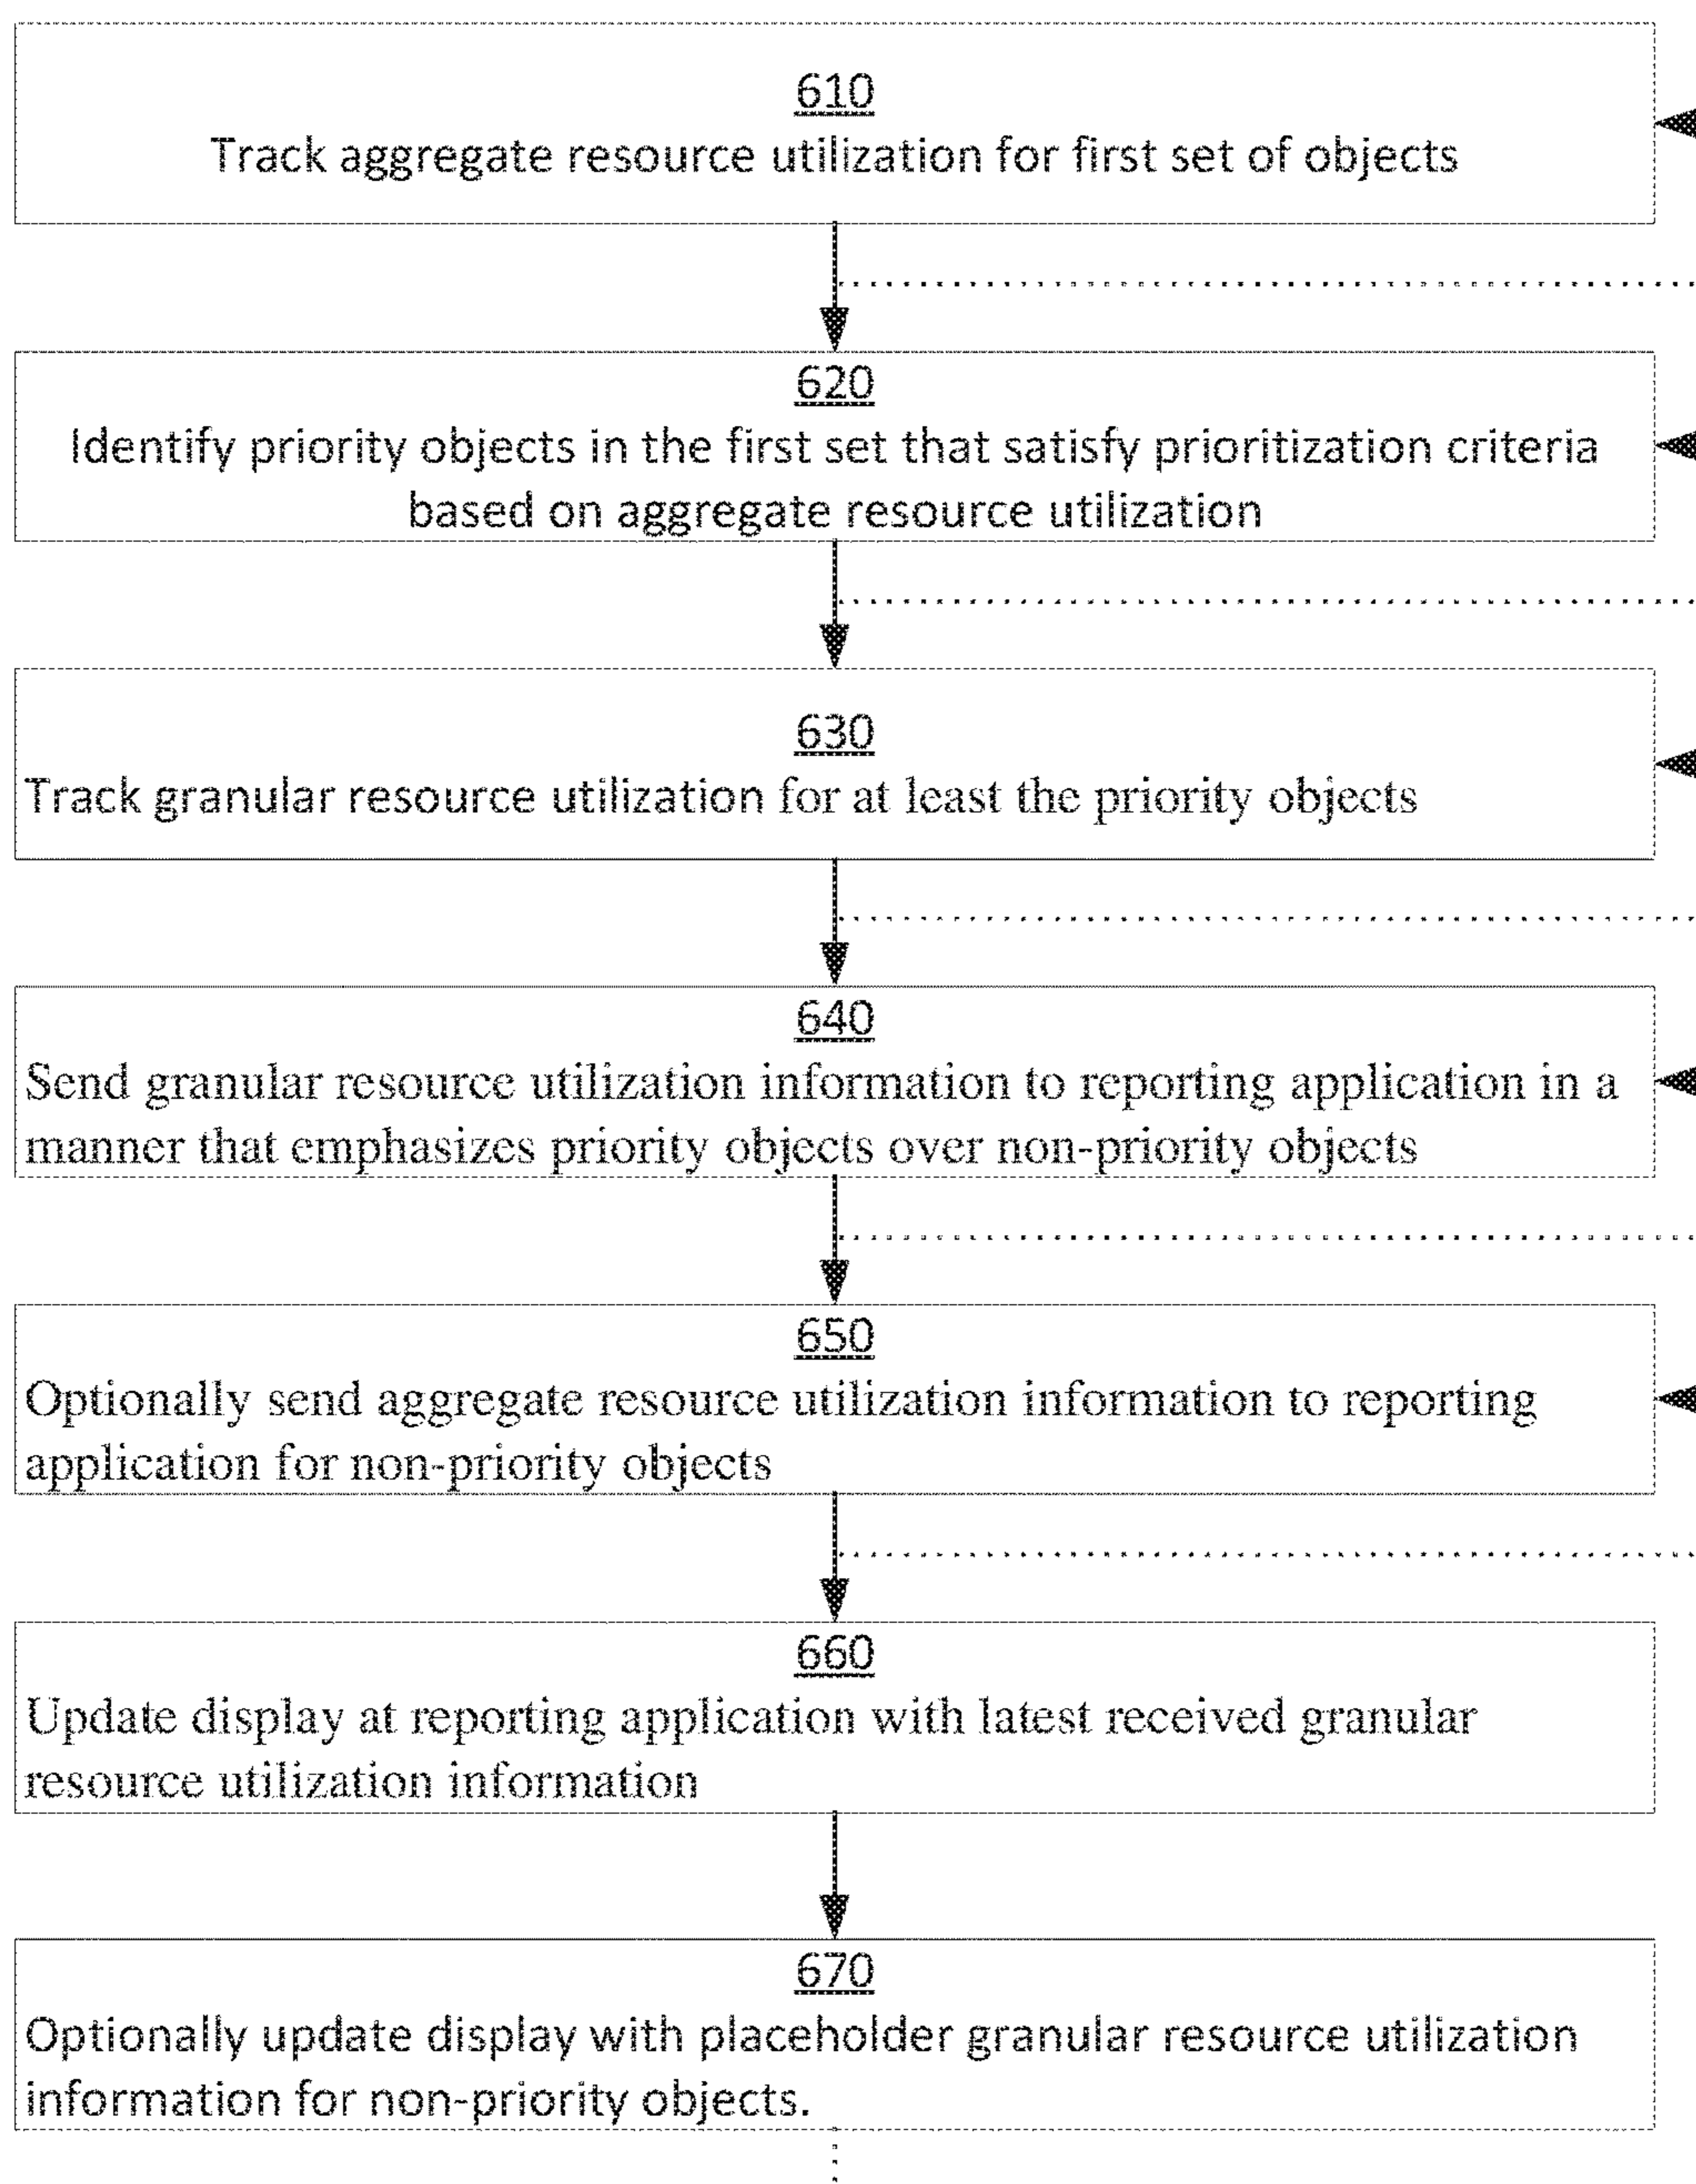 610
Track aggregate resource utilization for first set of objects
620
Identify priority objects in the first set that satisfy prioritization criteria
based on aggregate resource utilization
630
Track granular resource utilization for at least the priority objects
640
Send granular resource utilization information to reporting application in a
manner that emphasizes priority objects over non-priority objects
650
Optionally send aggregate resource utilization information to reporting
application for non-priority objects
660
Update display at reporting application with latest received granular
resource utilization information
670
Optionally update display with placeholder granular resource utilization
information for non-priority objects.